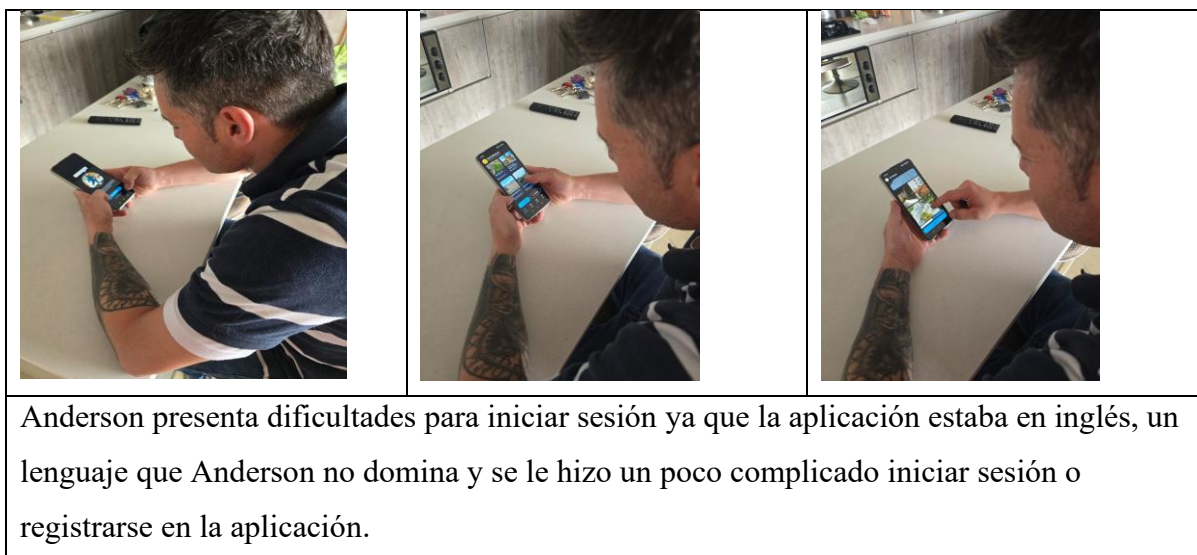 Anderson presenta dificultades para iniciar sesión ya que la aplicación estaba en inglés, un
lenguaje que Anderson no domina y se le hizo un poco complicado iniciar sesión o
registrarse en la aplicación.